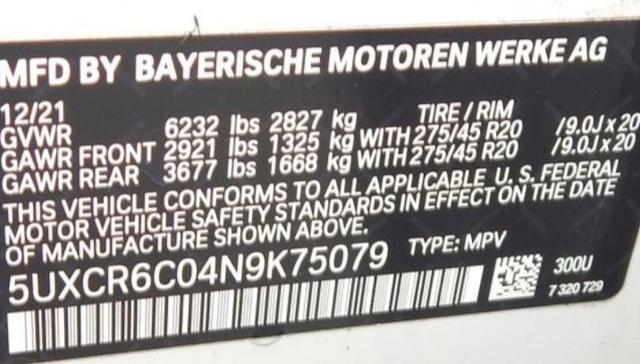 MFD BY BAYERISCHE MOTOREN WERKE AG
12/21 TIRE / RIM
GVWR 6232 lbs 2827 kg
GAWR FRONT 2921 lbs 1325 kg WITH 275/45 R20 /9.0J x 20
GAWR REAR 3677 lbs 1668 kg WITH 275/45 R20 /9.0J x 20
THIS VEHICLE CONFORMS TO ALL APPLICABLE U. S. FEDERAL
MOTOR VEHICLE SAFETY STANDARDS IN EFFECT ON THE DATE
OF MANUFACTURE SHOWN ABOVE.
5UXCR6C04N9K75079 TYPE: MPV
300U
7 320 729